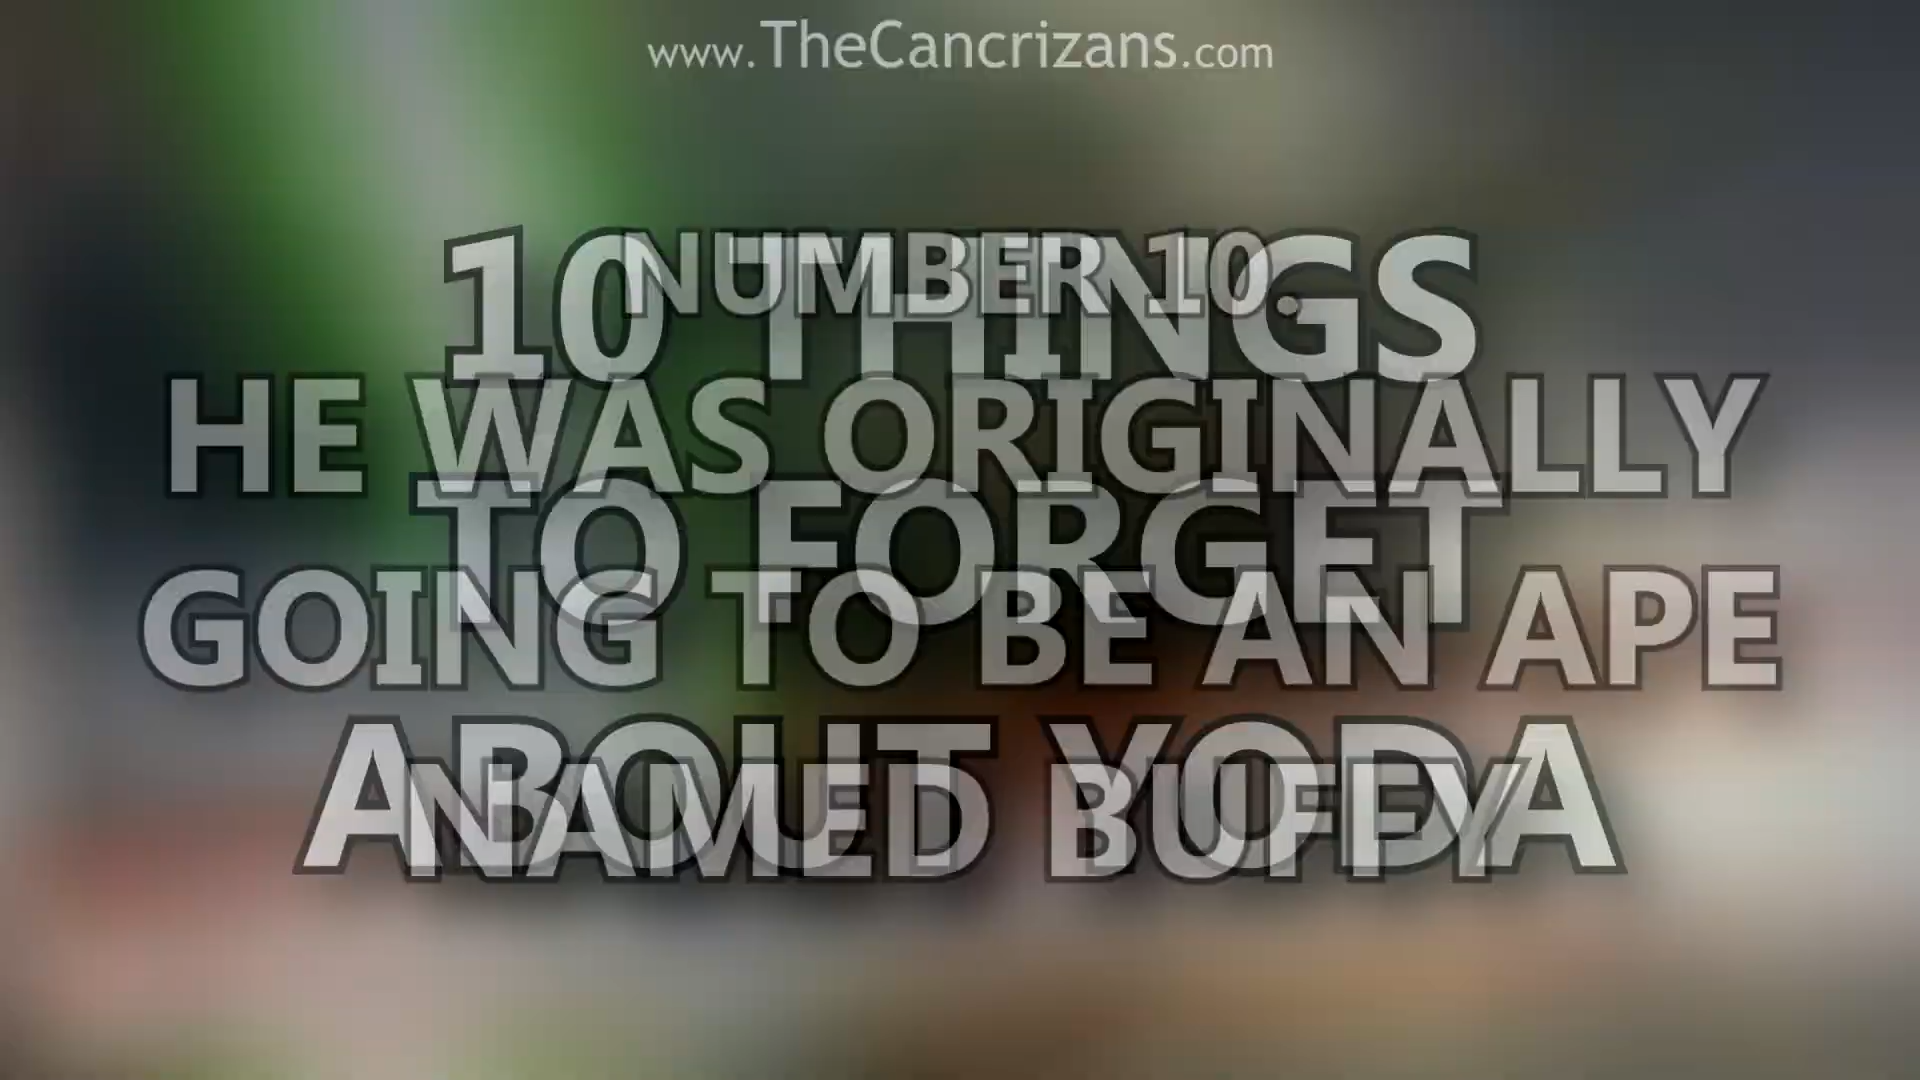 www.TheCancrizans.com
10 THINGS
TO FORGET
ABOUT YODA
NUMBER 10.
HE WAS ORIGINALLY
GOING TO BE AN APE
NAMED BUFFY